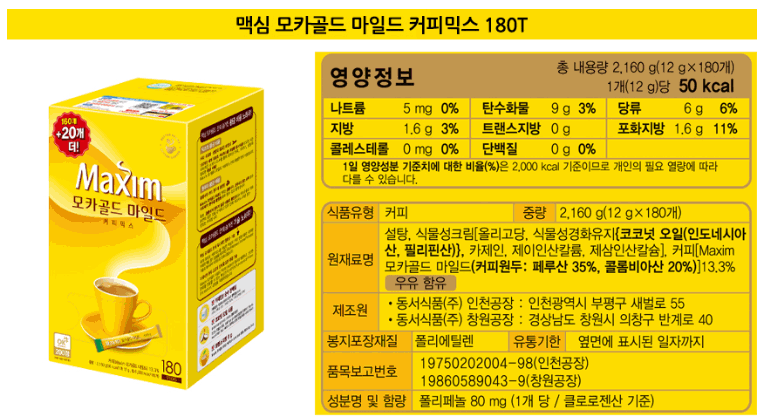 맥심 모카골드 마일드 커피믹스 180T
160개
+20개
더!
Maxim
모카골드 마일드
커피믹스
180
영양정보
총 내용량 2,160 g(12 g×180개)
1개(12 g)당 50 kcal
나트륨 5 mg 0% 탄수화물 9 g 3% 당류 6 g 6%
지방 1.6 g 3% 트랜스지방 0 g 포화지방 1.6 g 11%
콜레스테롤 0 mg 0% 단백질 0 g 0%
1일 영양성분 기준치에 대한 비율(%)은 2,000 kcal 기준이므로 개인의 필요 열량에 따라
다를 수 있습니다.
식품유형 커피 중량 2,160 g(12 g×180개)
원재료명 설탕, 식물성크림[올리고당, 식물성경화유지{코코넛 오일(인도네시아
산, 필리핀산)}, 카제인, 제이인산칼륨, 제삼인산칼슘], 커피[Maxim
모카골드 마일드(커피원두: 페루산 35%, 콜롬비아산 20%)]13.3%
우유 함유
제조원 • 동서식품(주) 인천공장 : 인천광역시 부평구 새벌로 55
• 동서식품(주) 창원공장 : 경상남도 창원시 의창구 반계로 40
봉지포장재질 폴리에틸렌 유통기한 옆면에 표시된 일자까지
품목보고번호 19750202004-98(인천공장)
19860589043-9(창원공장)
성분명 및 함량 폴리페놀 80 mg (1개 당 / 클로로젠산 기준)